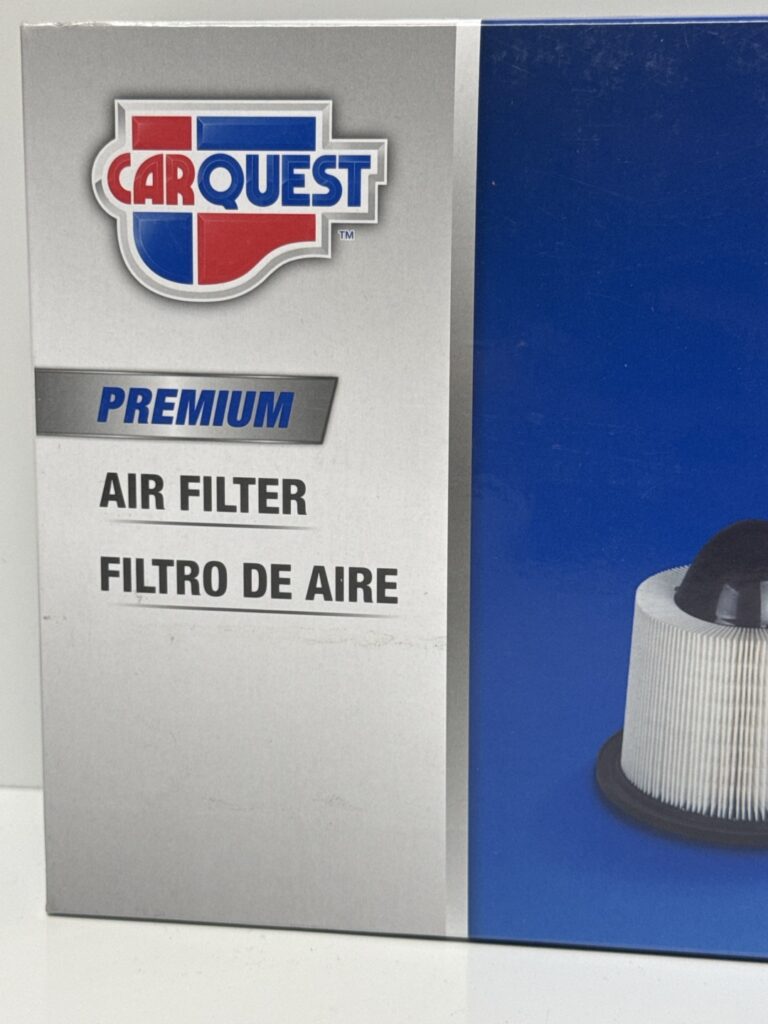 CARQUEST
TM
PREMIUM
AIR FILTER
FILTRO DE AIRE